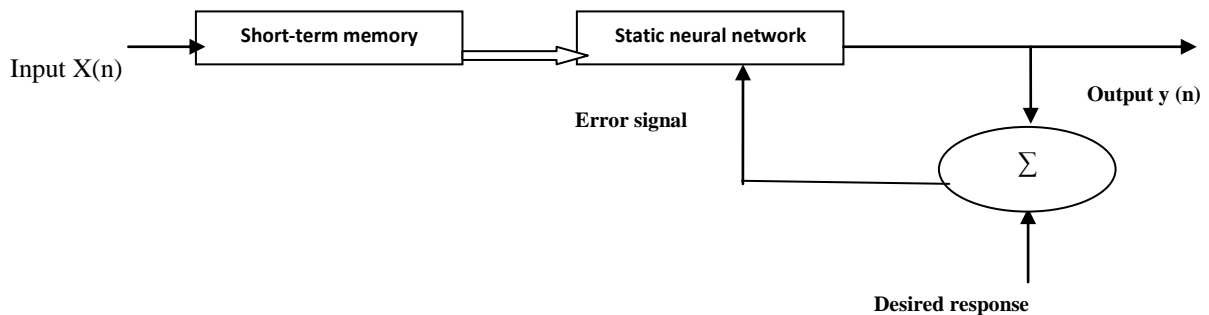 Short-term memory
Static neural network
Input X(n)
Output y (n)
Error signal
∑
Desired response